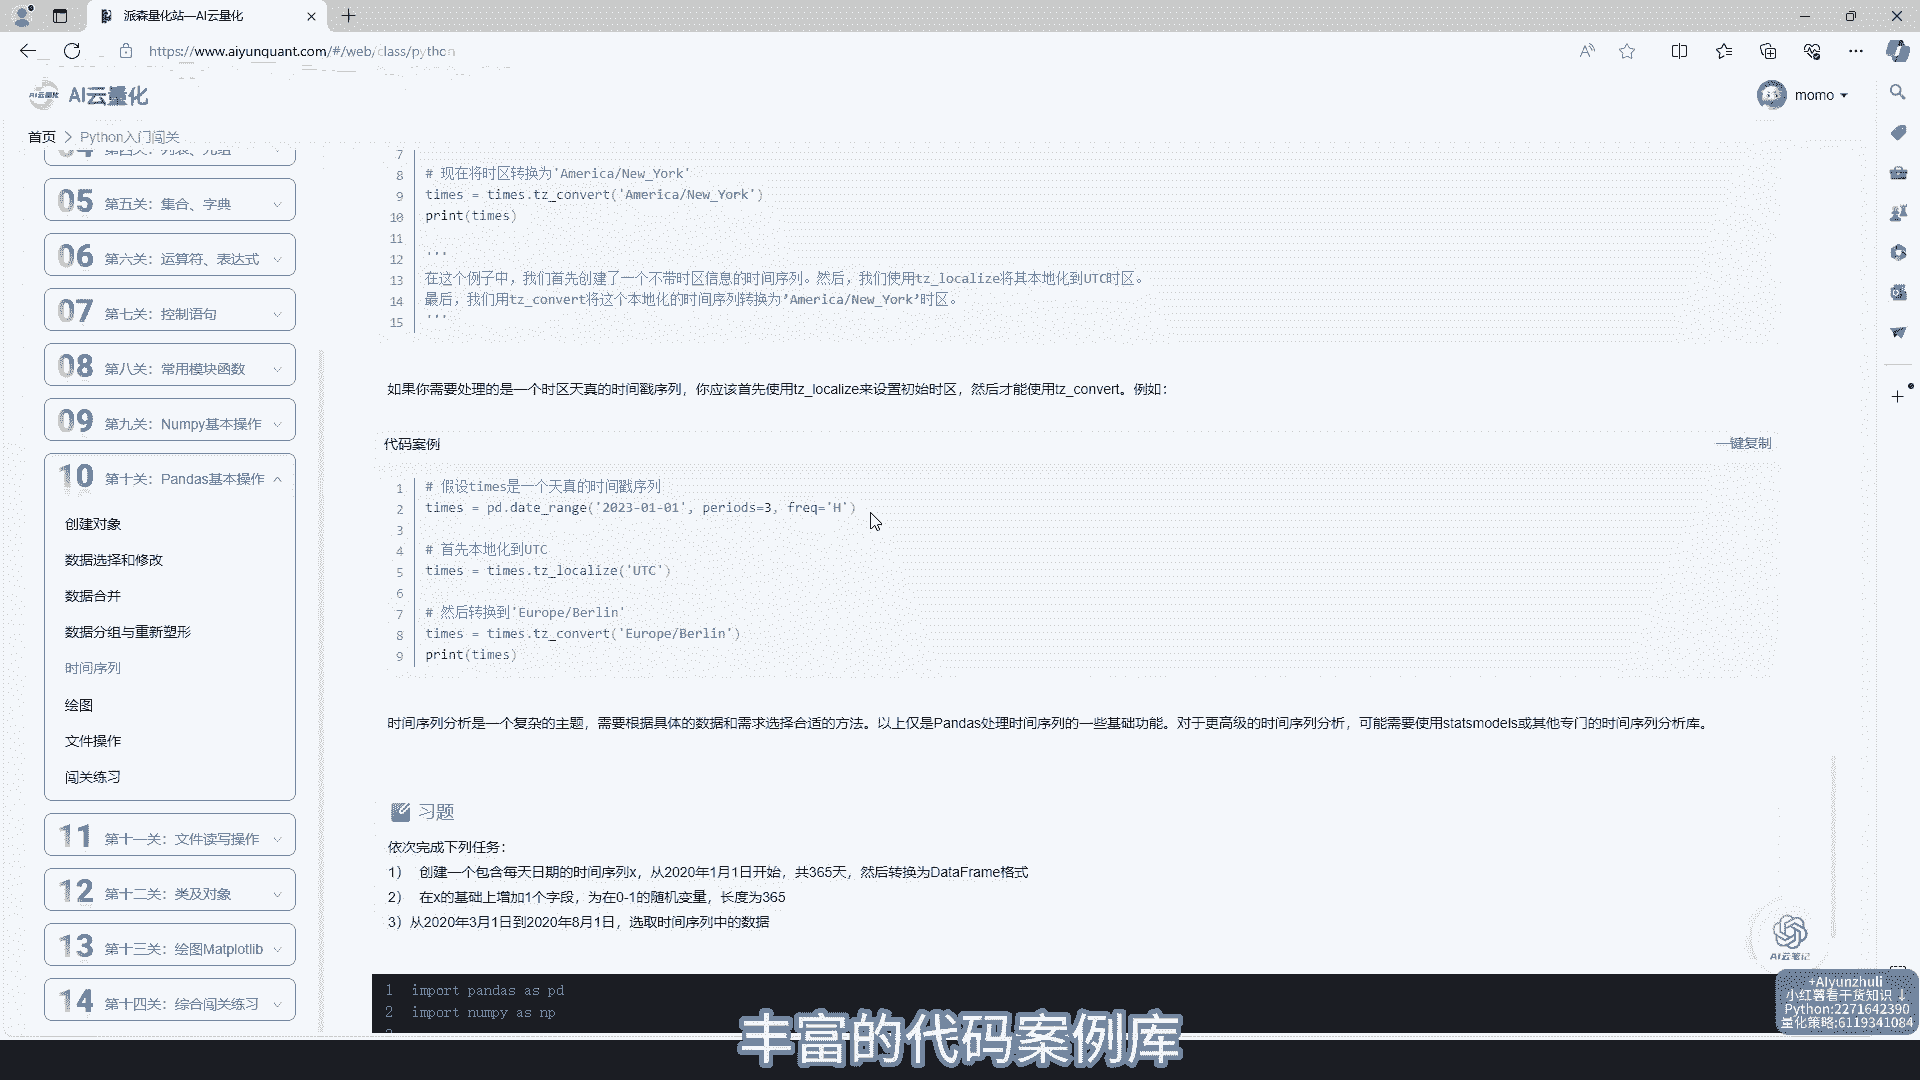 派森量化站—AI云量化
https://www.aiyunquant.com/#/web/class/python
AI云量化
AI云量化
momo
首页 > Python入门闯关
04 第四关：列表、元组
05 第五关：集合、字典
06 第六关：运算符、表达式
07 第七关：控制语句
08 第八关：常用模块函数
09 第九关：Numpy基本操作
10 第十关：Pandas基本操作
创建对象
数据选择和修改
数据合并
数据分组与重新塑形
时间序列
绘图
文件操作
闯关练习
11 第十一关：文件读写操作
12 第十二关：类及对象
13 第十三关：绘图Matplotlib
14 第十四关：综合闯关练习
7
8 # 现在将时区转换为'America/New_York'
9 times = times.tz_convert('America/New_York')
10 print(times)
11
12 '''
13 在这个例子中，我们首先创建了一个不带时区信息的时间序列。然后，我们使用tz_localize将其本地化到UTC时区。
14 最后，我们用tz_convert将这个本地化的时间序列转换为’America/New_York’时区。
15 '''
如果你需要处理的是一个时区天真的时间戳序列，你应该首先使用tz_localize来设置初始时区，然后才能使用tz_convert。例如：
代码案例
一键复制
1 # 假设times是一个天真的时间戳序列
2 times = pd.date_range('2023-01-01', periods=3, freq='H')
3
4 # 首先本地化到UTC
5 times = times.tz_localize('UTC')
6
7 # 然后转换到'Europe/Berlin'
8 times = times.tz_convert('Europe/Berlin')
9 print(times)
时间序列分析是一个复杂的主题，需要根据具体的数据和需求选择合适的方法。以上仅是Pandas处理时间序列的一些基础功能。对于更高级的时间序列分析，可能需要使用statsmodels或其他专门的时间序列分析库。
习题
依次完成下列任务：
1） 创建一个包含每天日期的时间序列x，从2020年1月1日开始，共365天，然后转换为DataFrame格式
2） 在x的基础上增加1个字段，为在0-1的随机变量，长度为365
3）从2020年3月1日到2020年8月1日，选取时间序列中的数据
1 import pandas as pd
2 import numpy as np
AI云笔记
+AIyunzhuli
小红薯看干货知识 ↓
Python:2271642390
量化策略:6119341084
丰富的代码案例库